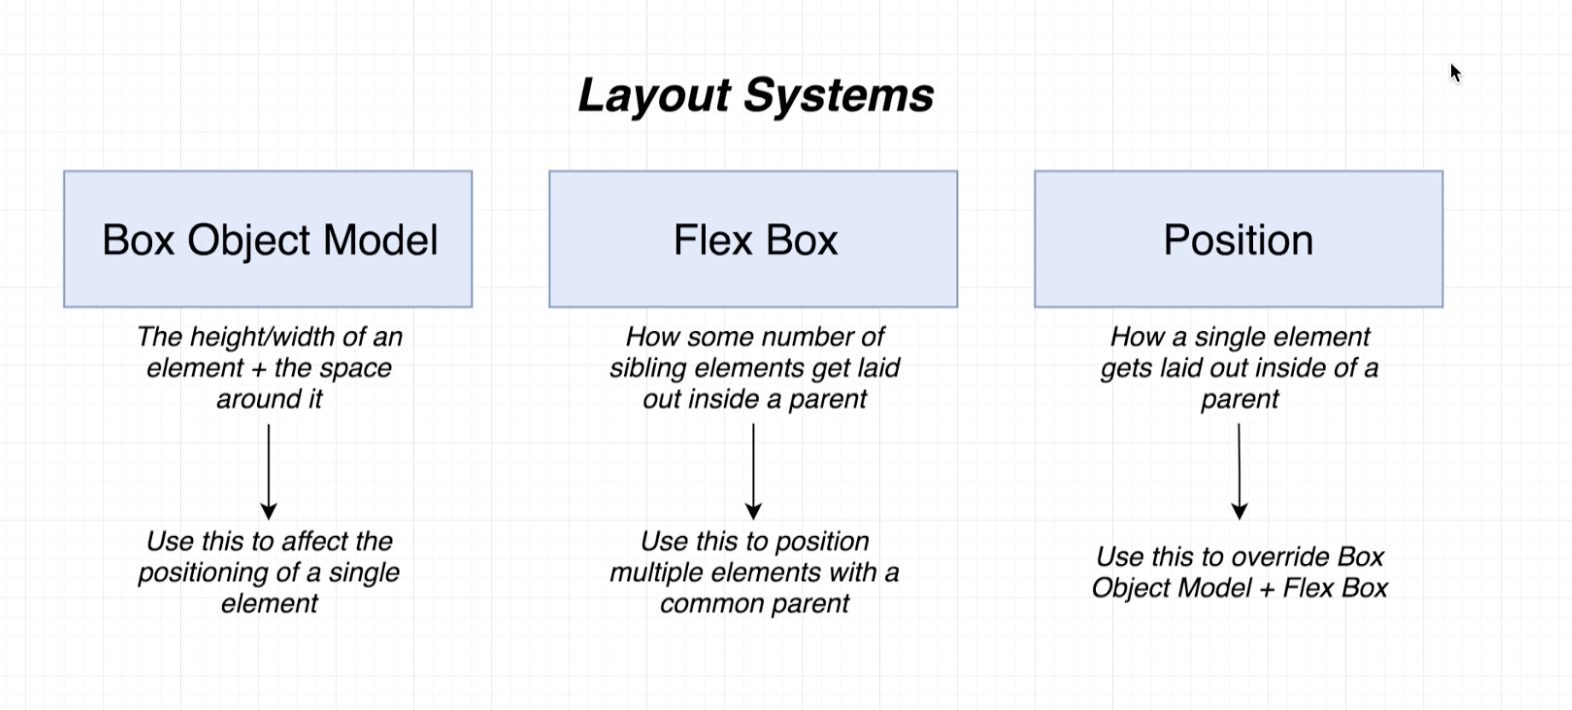 Layout Systems
Box Object Model
Flex Box
Position
The height/width of an
element + the space
around it
How some number of
sibling elements get laid
out inside a parent
How a single element
gets laid out inside of a
parent
Use this to affect the
positioning of a single
element
Use this to position
multiple elements with a
common parent
Use this to override Box
Object Model + Flex Box